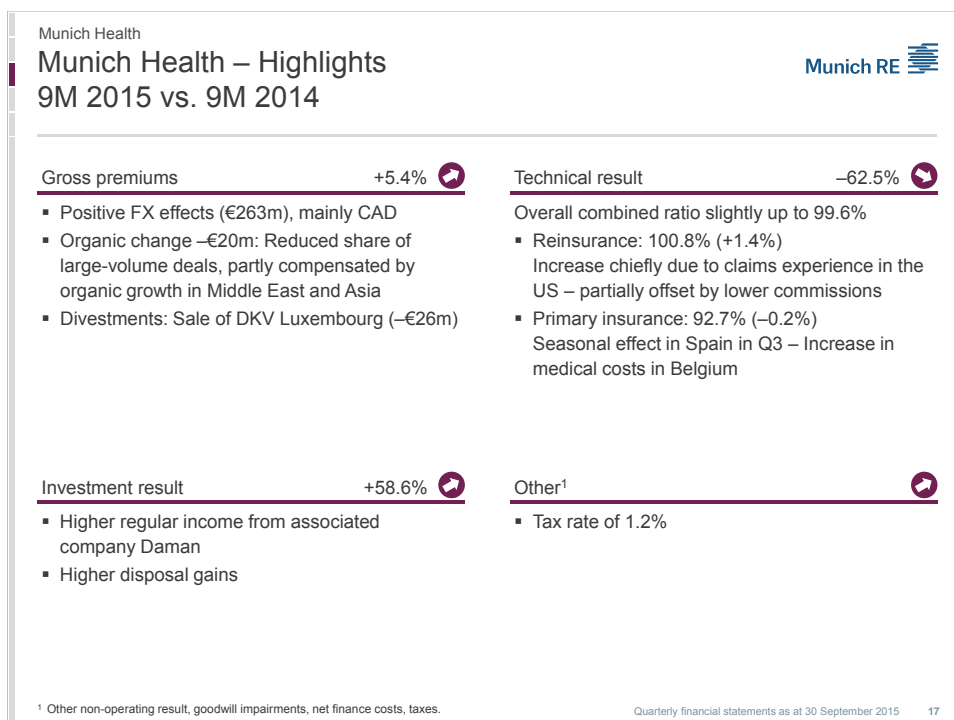 Munich Health
Munich Health – Highlights
9M 2015 vs. 9M 2014
Munich RE
Gross premiums +5.4%
▪ Positive FX effects (€263m), mainly CAD
▪ Organic change –€20m: Reduced share of
large-volume deals, partly compensated by
organic growth in Middle East and Asia
▪ Divestments: Sale of DKV Luxembourg (–€26m)
Technical result –62.5%
Overall combined ratio slightly up to 99.6%
▪ Reinsurance: 100.8% (+1.4%)
Increase chiefly due to claims experience in the
US – partially offset by lower commissions
▪ Primary insurance: 92.7% (–0.2%)
Seasonal effect in Spain in Q3 – Increase in
medical costs in Belgium
Investment result +58.6%
▪ Higher regular income from associated
company Daman
▪ Higher disposal gains
Other¹
▪ Tax rate of 1.2%
¹ Other non-operating result, goodwill impairments, net finance costs, taxes.
Quarterly financial statements as at 30 September 2015 17